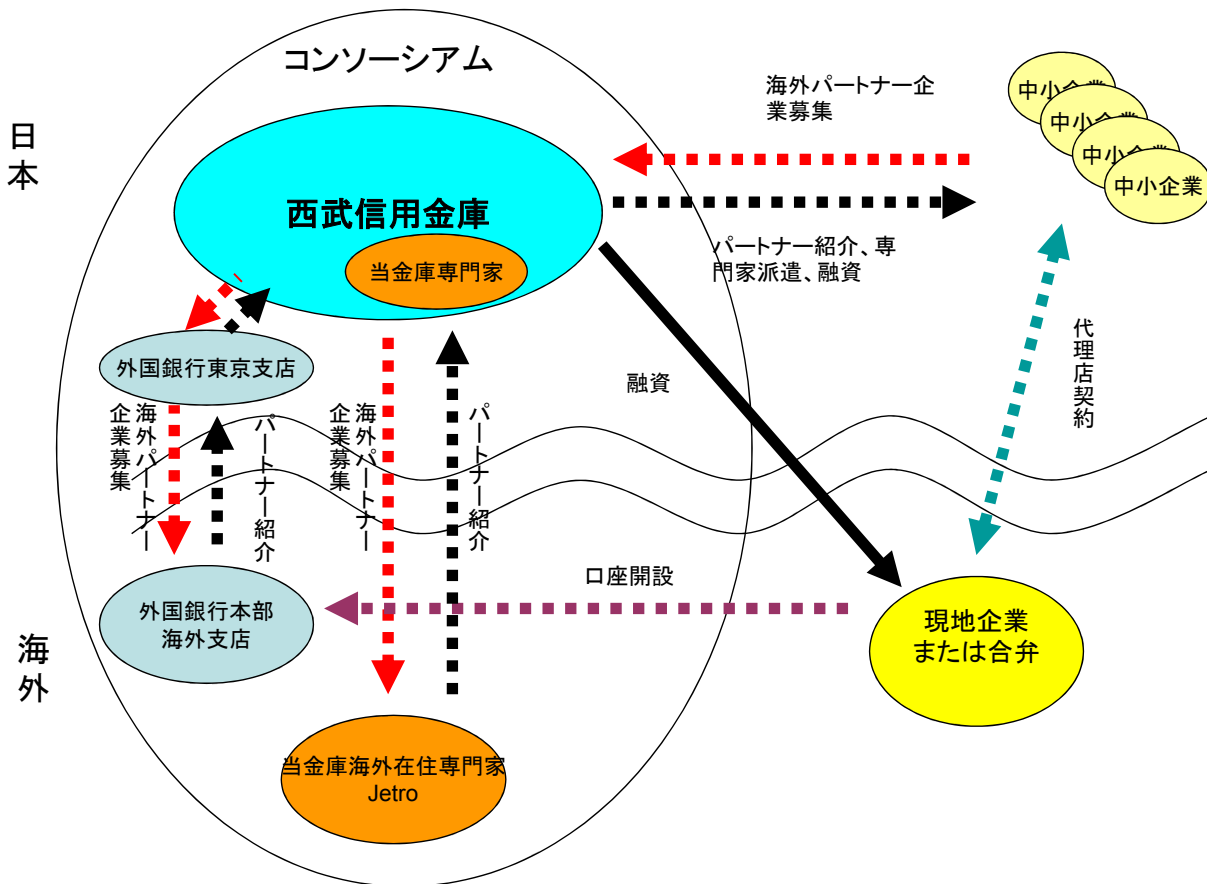 コンソーシアム
日本
海外パートナー企
業募集
中小企業
中小企業
中小企業
中小企業
西武信用金庫
当金庫専門家
パートナー紹介、専
門家派遣、融資
外国銀行東京支店
融資
代理店契約
海外パートナー
企業募集
パートナー紹介
海外パートナー
企業募集
パートナー紹介
口座開設
外国銀行本部
海外支店
現地企業
または合弁
海外
当金庫海外在住専門家
Jetro